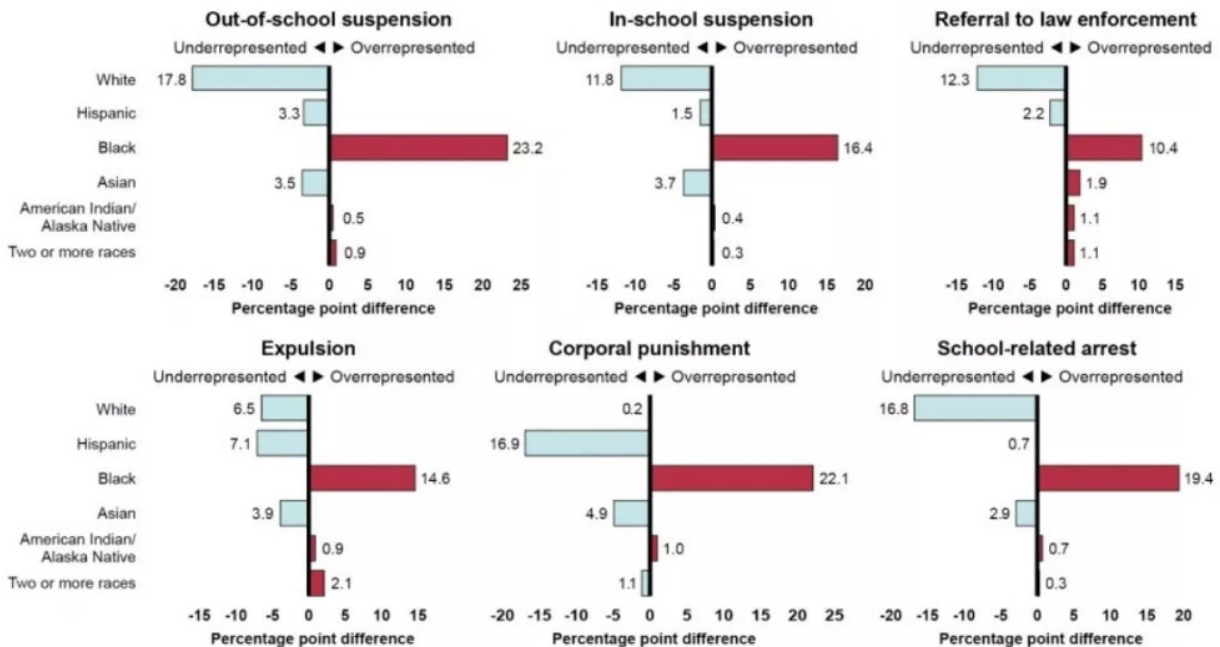 Out-of-school suspension
Underrepresented ◄ ► Overrepresented
White 17.8
Hispanic 3.3
Black 23.2
Asian 3.5
American Indian/
Alaska Native 0.5
Two or more races 0.9
-20 -15 -10 -5 0 5 10 15 20 25
Percentage point difference
In-school suspension
Underrepresented ◄ ► Overrepresented
11.8
1.5
16.4
3.7
0.4
0.3
-15 -10 -5 0 5 10 15 20
Percentage point difference
Referral to law enforcement
Underrepresented ◄ ► Overrepresented
12.3
2.2
10.4
1.9
1.1
1.1
-15 -10 -5 0 5 10 15
Percentage point difference
Expulsion
Underrepresented ◄ ► Overrepresented
White 6.5
Hispanic 7.1
Black 14.6
Asian 3.9
American Indian/
Alaska Native 0.9
Two or more races 2.1
-15 -10 -5 0 5 10 15
Percentage point difference
Corporal punishment
Underrepresented ◄ ► Overrepresented
0.2
16.9
22.1
4.9
1.0
1.1
-20 -15 -10 -5 0 5 10 15 20 25
Percentage point difference
School-related arrest
Underrepresented ◄ ► Overrepresented
16.8
0.7
19.4
2.9
0.7
0.3
-20 -15 -10 -5 0 5 10 15 20
Percentage point difference